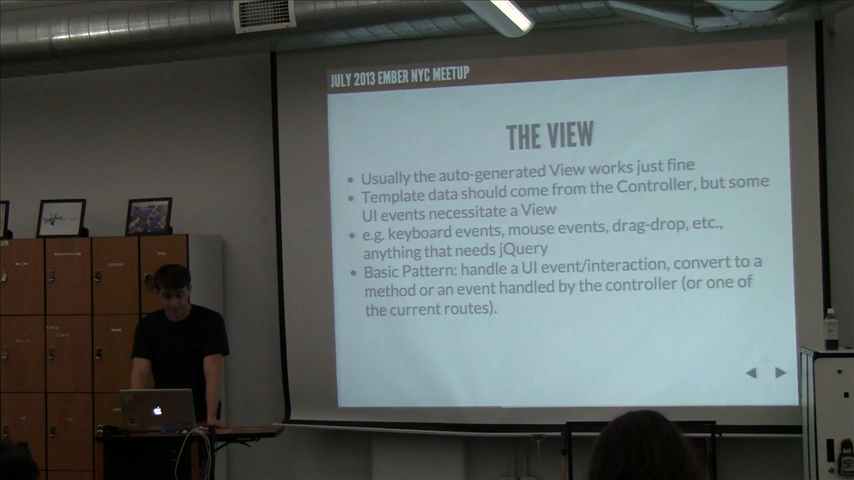 JULY 2013 EMBER NYC MEETUP
THE VIEW
• Usually the auto-generated View works just fine
• Template data should come from the Controller, but some
UI events necessitate a View
• e.g. keyboard events, mouse events, drag-drop, etc.,
anything that needs jQuery
• Basic Pattern: handle a UI event/interaction, convert to a
method or an event handled by the controller (or one of
the current routes).